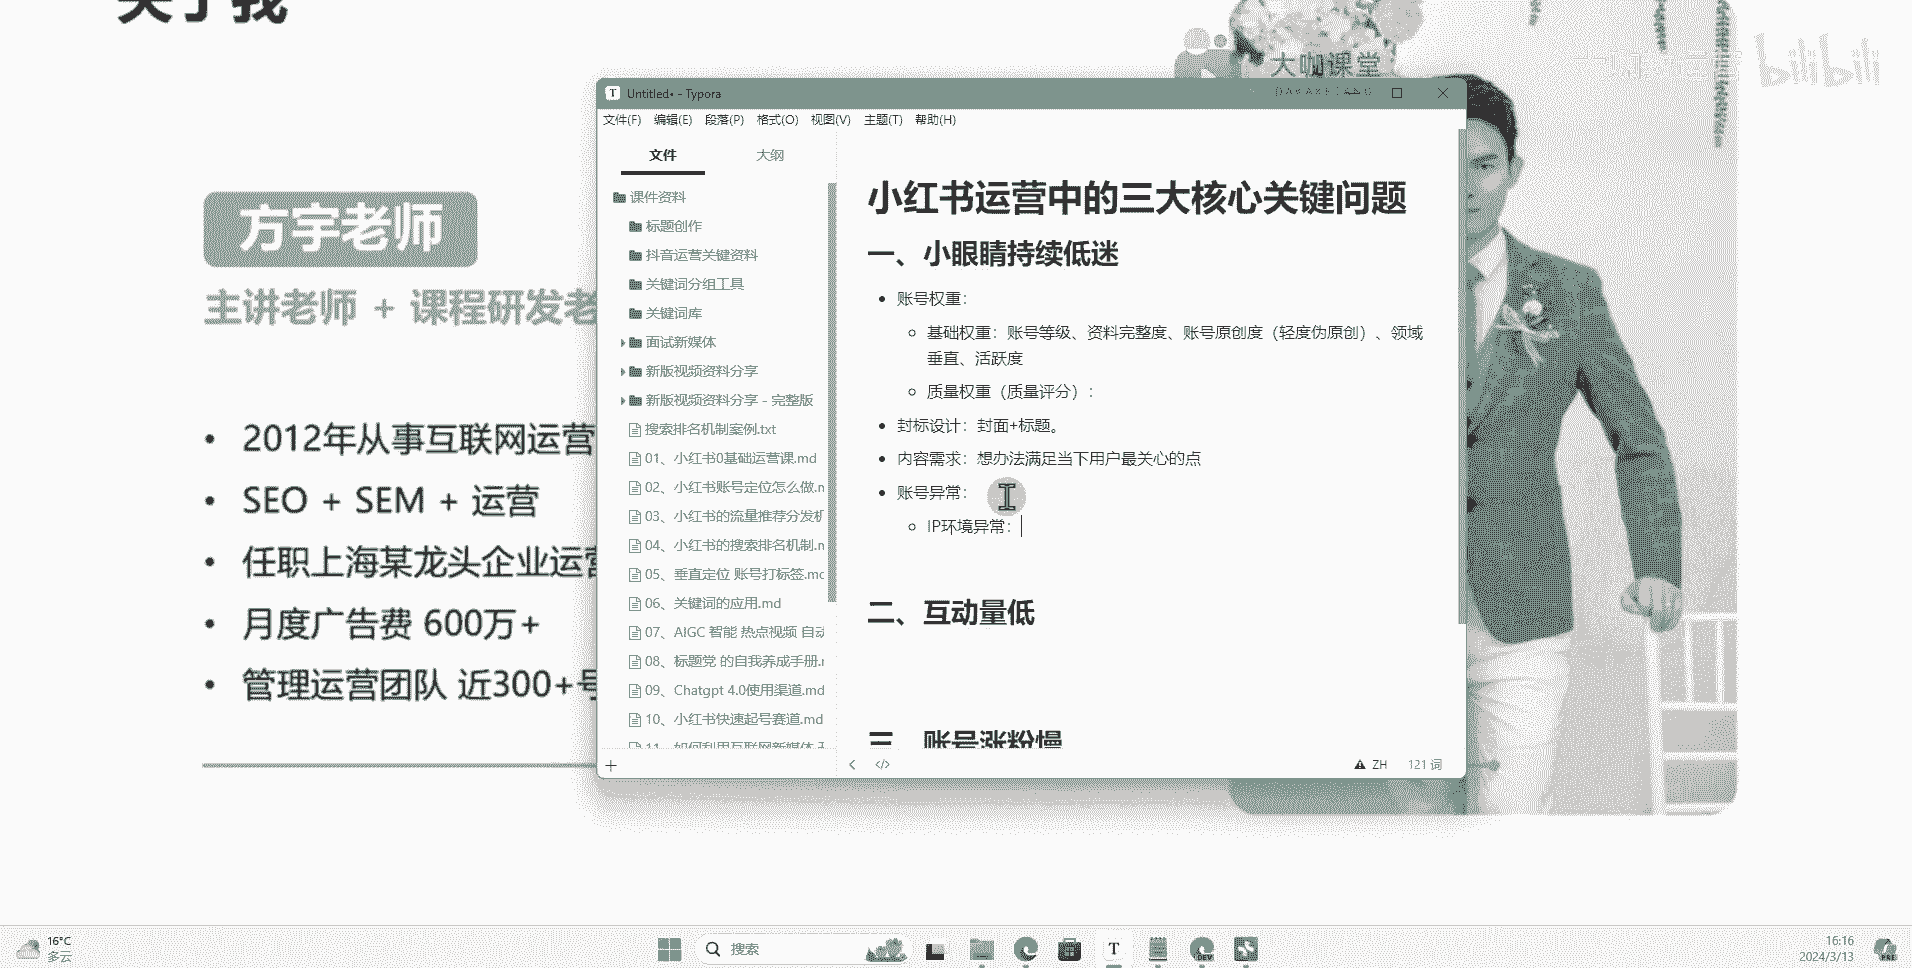 关于我
大咖课堂
bilibili
Untitled• - Typora
文件(F) 编辑(E) 段落(P) 格式(O) 视图(V) 主题(T) 帮助(H)
文件 大纲
课件资料
标题创作
抖音运营关键资料
关键词分组工具
关键词库
面试新媒体
新版视频资料分享
新版视频资料分享 - 完整版
搜索排名机制案例.txt
01、小红书0基础运营课.md
02、小红书账号定位怎么做.m
03、小红书的流量推荐分发机
04、小红书的搜索排名机制.m
05、垂直定位 账号打标签.mc
06、关键词的应用.md
07、AIGC 智能 热点视频 自动
08、标题党 的自我养成手册.r
09、Chatgpt 4.0使用渠道.md
10、小红书快速起号赛道.md
11、如何利用互联网新媒体
小红书运营中的三大核心关键问题
一、小眼睛持续低迷
账号权重：
基础权重：账号等级、资料完整度、账号原创度（轻度伪原创）、领域
垂直、活跃度
质量权重（质量评分）：
封标设计：封面+标题。
内容需求：想办法满足当下用户最关心的点
账号异常：
IP环境异常：
二、互动量低
三、账号涨粉慢
ZH 121 词
方宇老师
主讲老师 + 课程研发老
• 2012年从事互联网运营
• SEO + SEM + 运营
• 任职上海某龙头企业运营
• 月度广告费 600万+
• 管理运营团队 近300+号
16°C
多云
搜索
16:16
2024/3/13